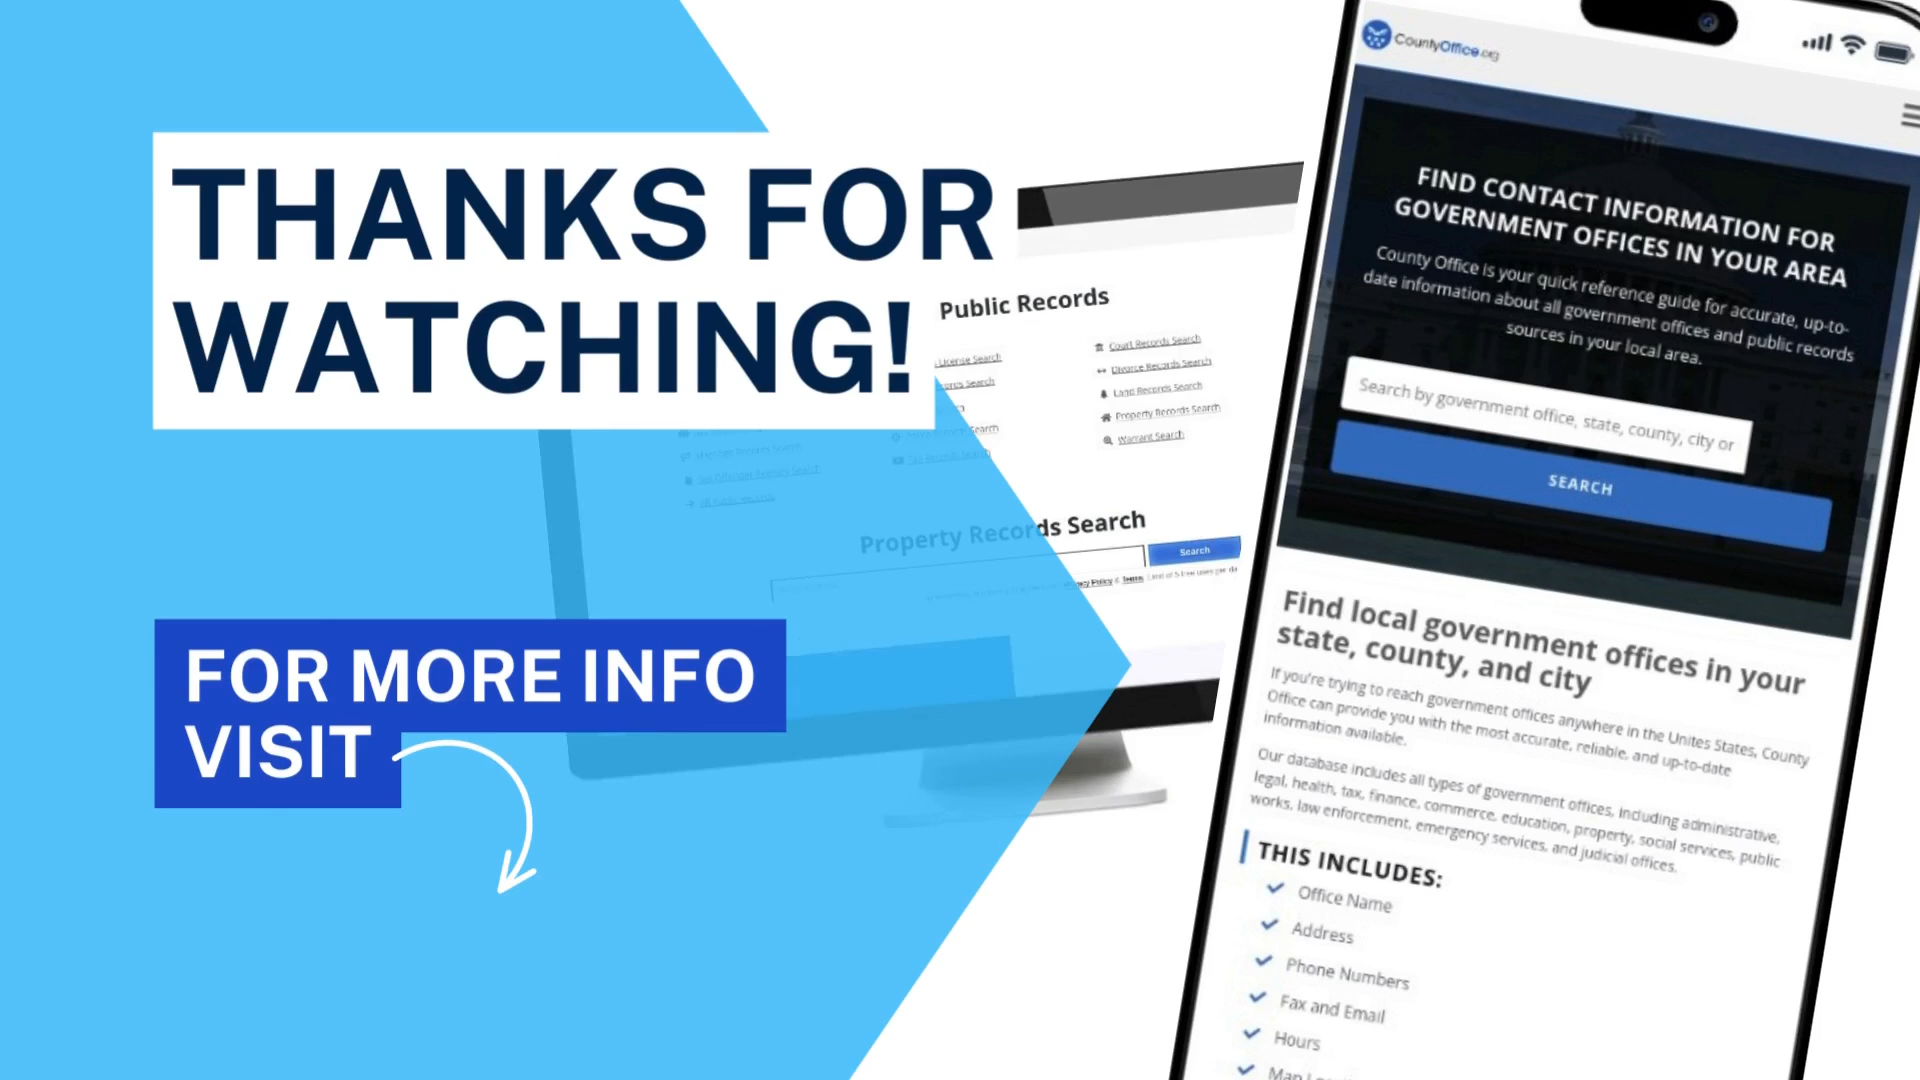 THANKS FOR
WATCHING!
FOR MORE INFO
VISIT
Public Records
License Search
Search
Search
Court Records Search
Divorce Records Search
Land Records Search
Property Records Search
Warrant Search
Property Records Search
Search
CountyOffice.org
FIND CONTACT INFORMATION FOR
GOVERNMENT OFFICES IN YOUR AREA
County Office is your quick reference guide for accurate, up-to-
date information about all government offices and public records
sources in your local area.
Search by government office, state, county, city or
SEARCH
Find local government offices in your
state, county, and city
If you're trying to reach government offices anywhere in the Unites States, County
Office can provide you with the most accurate, reliable, and up-to-date
information available.
Our database includes all types of government offices, including administrative,
legal, health, tax, finance, commerce, education, property, social services, public
works, law enforcement, emergency services, and judicial offices.
THIS INCLUDES:
Office Name
Address
Phone Numbers
Fax and Email
Hours